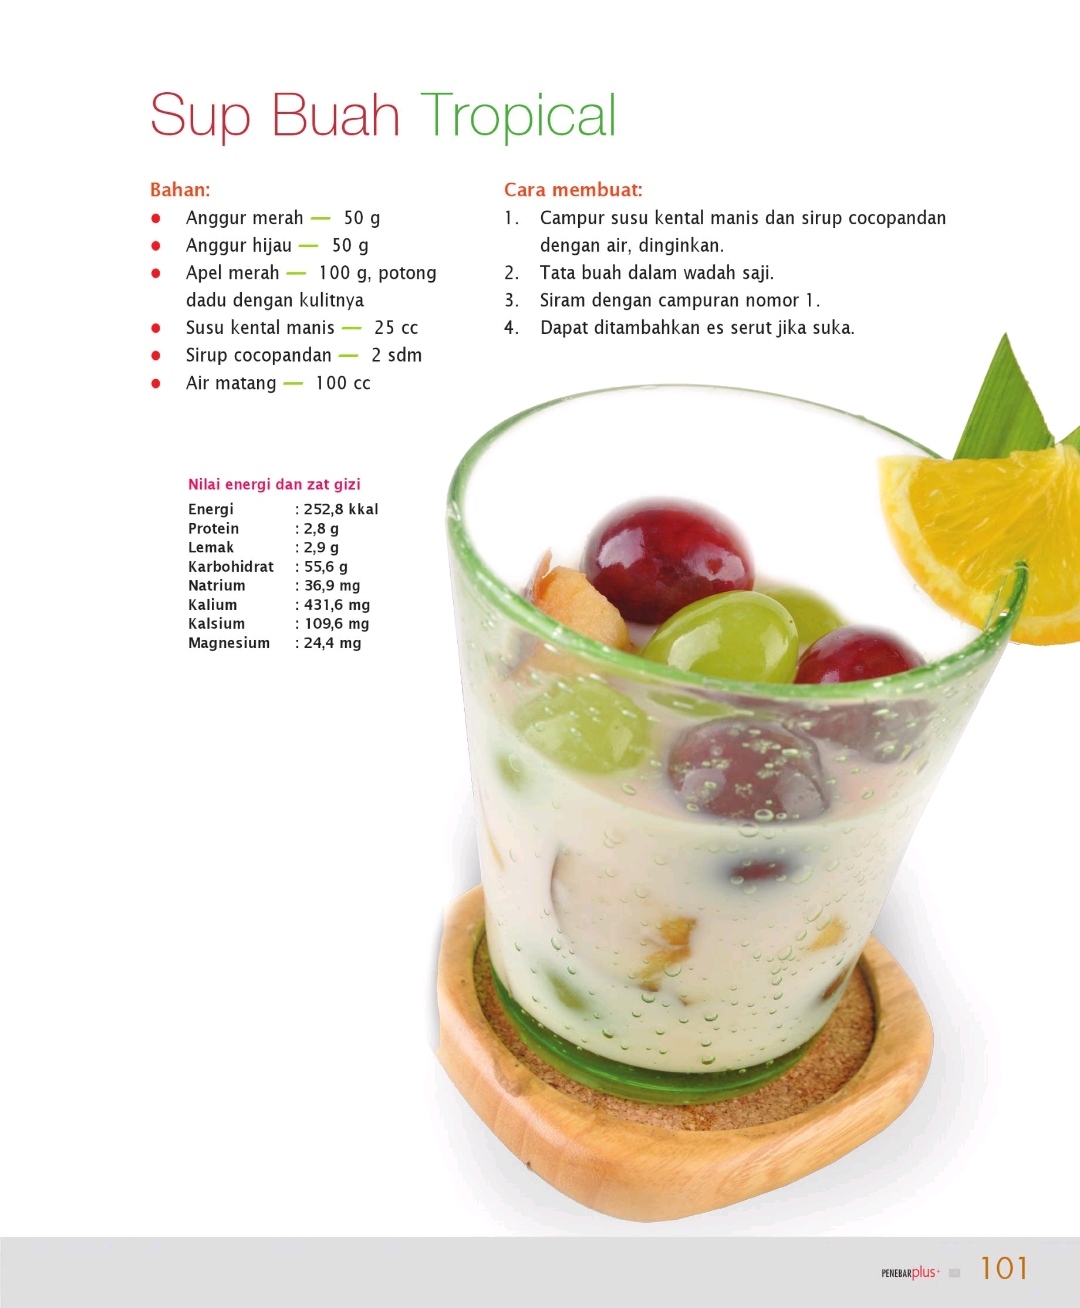 Sup Buah Tropical
Bahan:
● Anggur merah — 50 g
● Anggur hijau — 50 g
● Apel merah — 100 g, potong
dadu dengan kulitnya
● Susu kental manis — 25 cc
● Sirup cocopandan — 2 sdm
● Air matang — 100 cc
Cara membuat:
1. Campur susu kental manis dan sirup cocopandan
dengan air, dinginkan.
2. Tata buah dalam wadah saji.
3. Siram dengan campuran nomor 1.
4. Dapat ditambahkan es serut jika suka.
Nilai energi dan zat gizi
Energi : 252,8 kkal
Protein : 2,8 g
Lemak : 2,9 g
Karbohidrat : 55,6 g
Natrium : 36,9 mg
Kalium : 431,6 mg
Kalsium : 109,6 mg
Magnesium : 24,4 mg
PENEBARplus+ 101